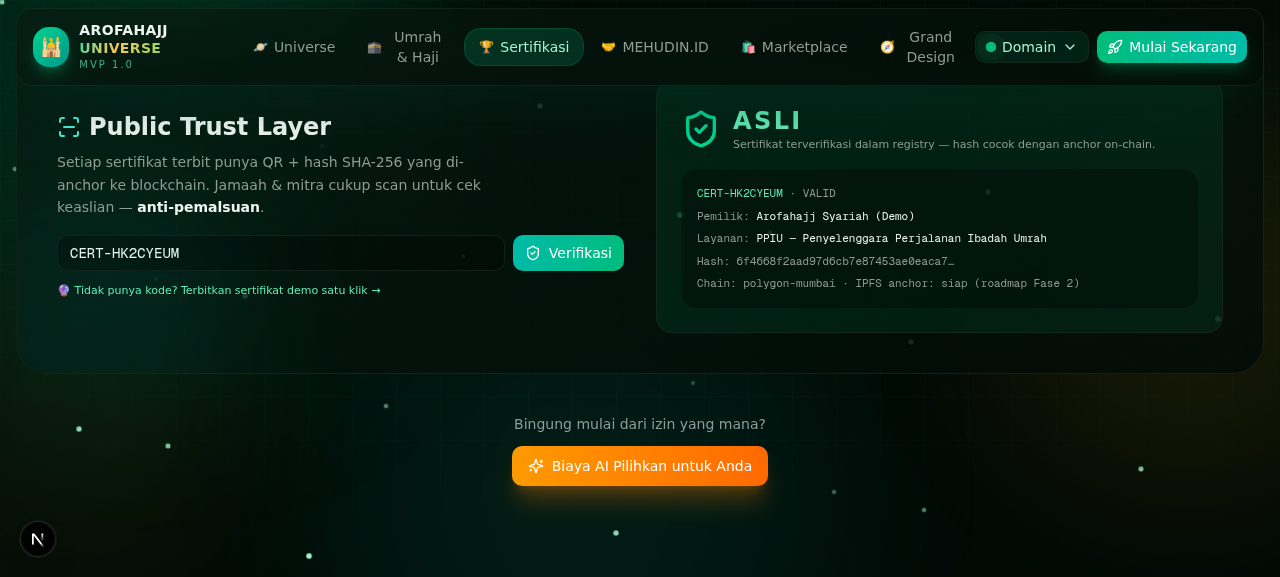 AROFAHAJJ
UNIVERSE
MVP 1.0
🪐 Universe
🕋 Umrah
& Haji
🏆 Sertifikasi
🤝 MEHUDIN.ID
🛍️ Marketplace
🧭 Grand
Design
Domain
Mulai Sekarang
Public Trust Layer
Setiap sertifikat terbit punya QR + hash SHA-256 yang di-
anchor ke blockchain. Jamaah & mitra cukup scan untuk cek
keaslian — anti-pemalsuan.
CERT-HK2CYEUM
Verifikasi
🔮 Tidak punya kode? Terbitkan sertifikat demo satu klik →
ASLI
Sertifikat terverifikasi dalam registry — hash cocok dengan anchor on-chain.
CERT-HK2CYEUM · VALID
Pemilik: Arofahajj Syariah (Demo)
Layanan: PPIU — Penyelenggara Perjalanan Ibadah Umrah
Hash: 6f4668f2aad97d6cb7e87453ae0eaca7…
Chain: polygon-mumbai · IPFS anchor: siap (roadmap Fase 2)
Bingung mulai dari izin yang mana?
Biaya AI Pilihkan untuk Anda
N